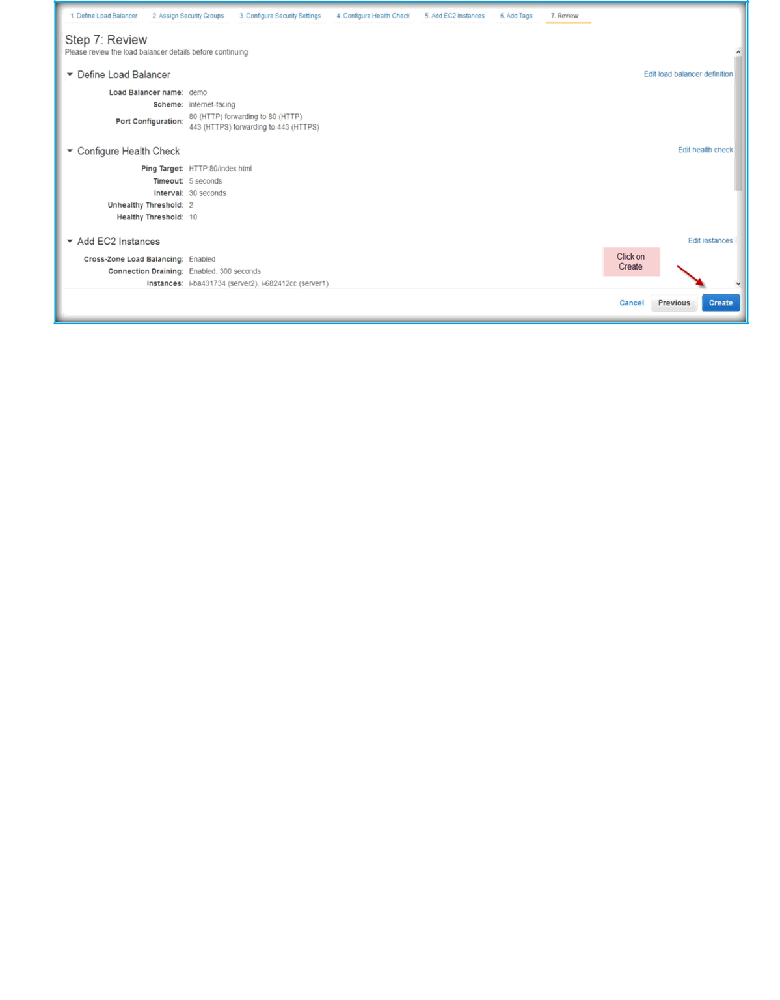 1. Define Load Balancer 2. Assign Security Groups 3. Configure Security Settings 4. Configure Health Check 5. Add EC2 Instances 6. Add Tags 7. Review
Step 7: Review
Please review the load balancer details before continuing
Define Load Balancer Edit load balancer definition
Load Balancer name: demo
Scheme: internet-facing
Port Configuration: 80 (HTTP) forwarding to 80 (HTTP)
443 (HTTPS) forwarding to 443 (HTTPS)
Configure Health Check Edit health check
Ping Target: HTTP:80/index.html
Timeout: 5 seconds
Interval: 30 seconds
Unhealthy Threshold: 2
Healthy Threshold: 10
Add EC2 Instances Edit instances
Cross-Zone Load Balancing: Enabled
Connection Draining: Enabled, 300 seconds
Instances: i-ba431734 (server2), i-682412cc (server1)
Click on
Create
Cancel Previous Create